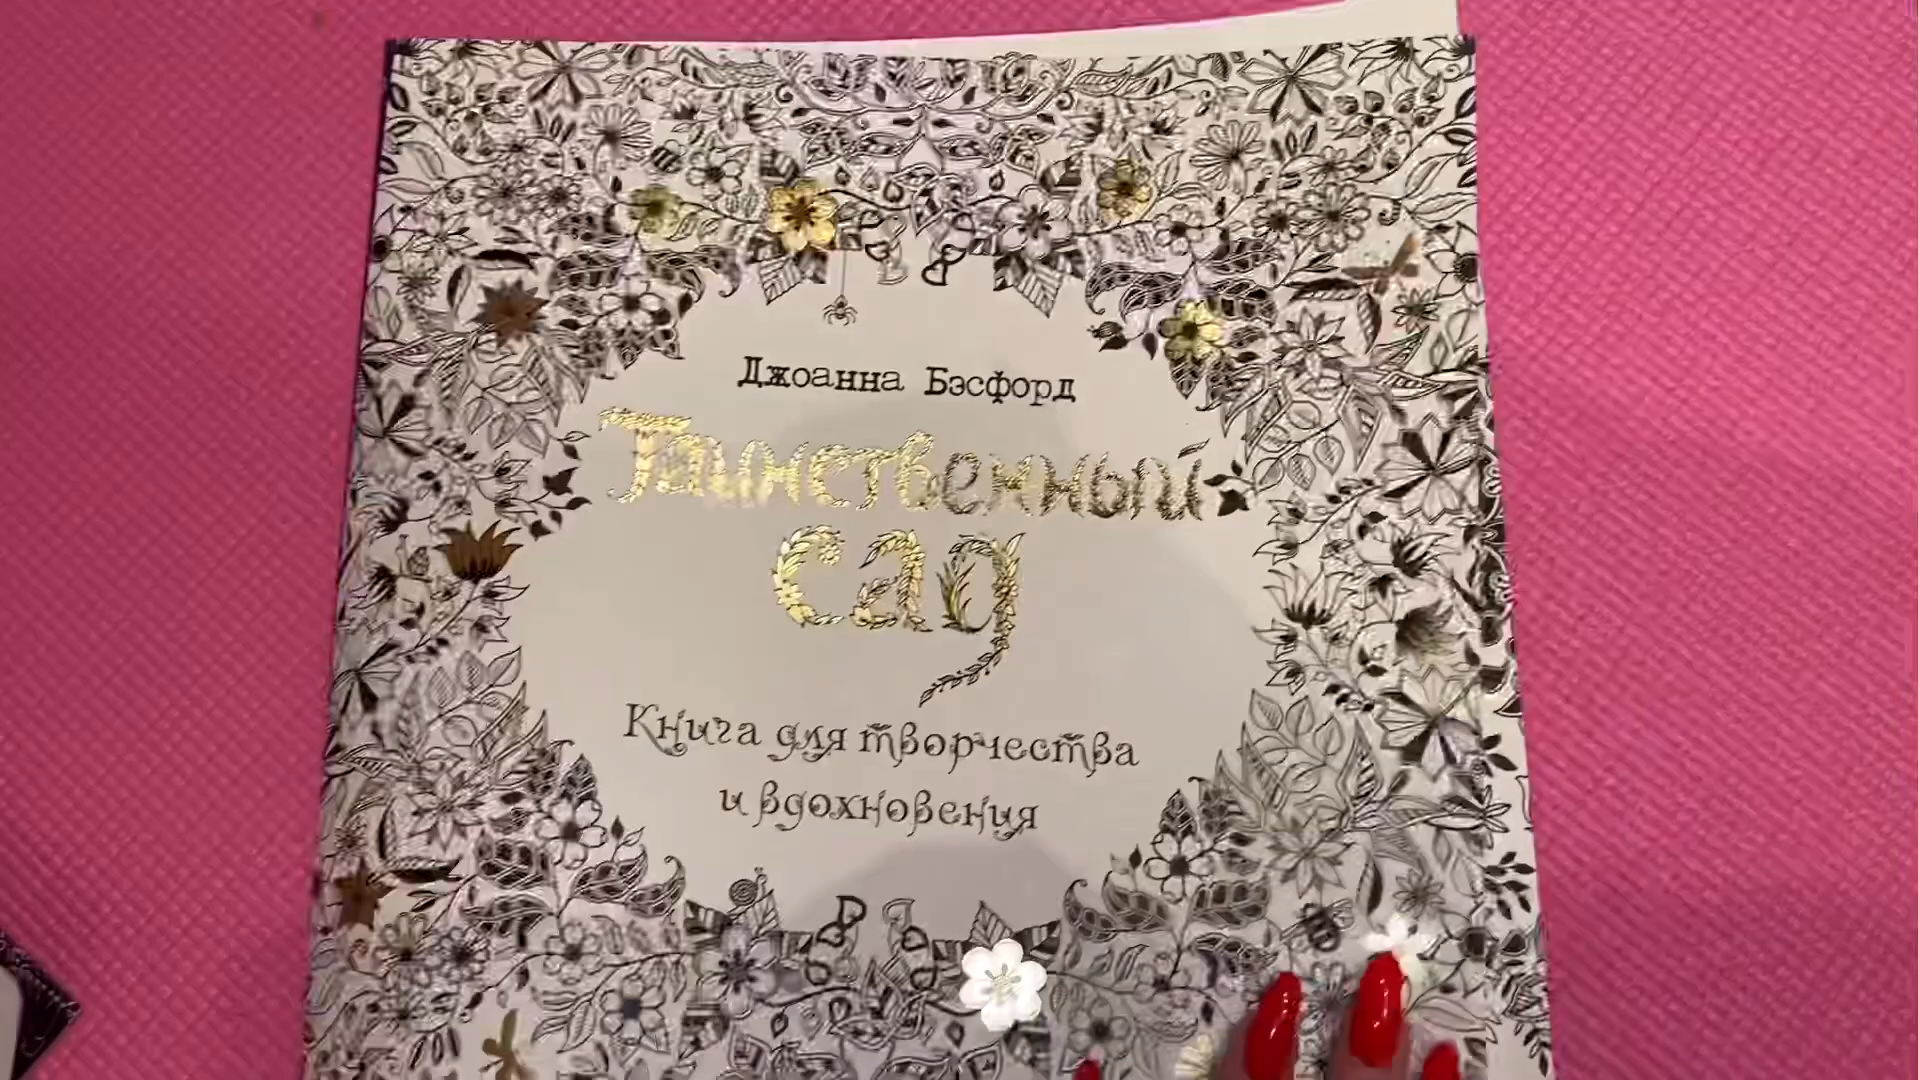 Джоанна Бэсфорд
Таинственный
сад
Книга для творчества
и вдохновения